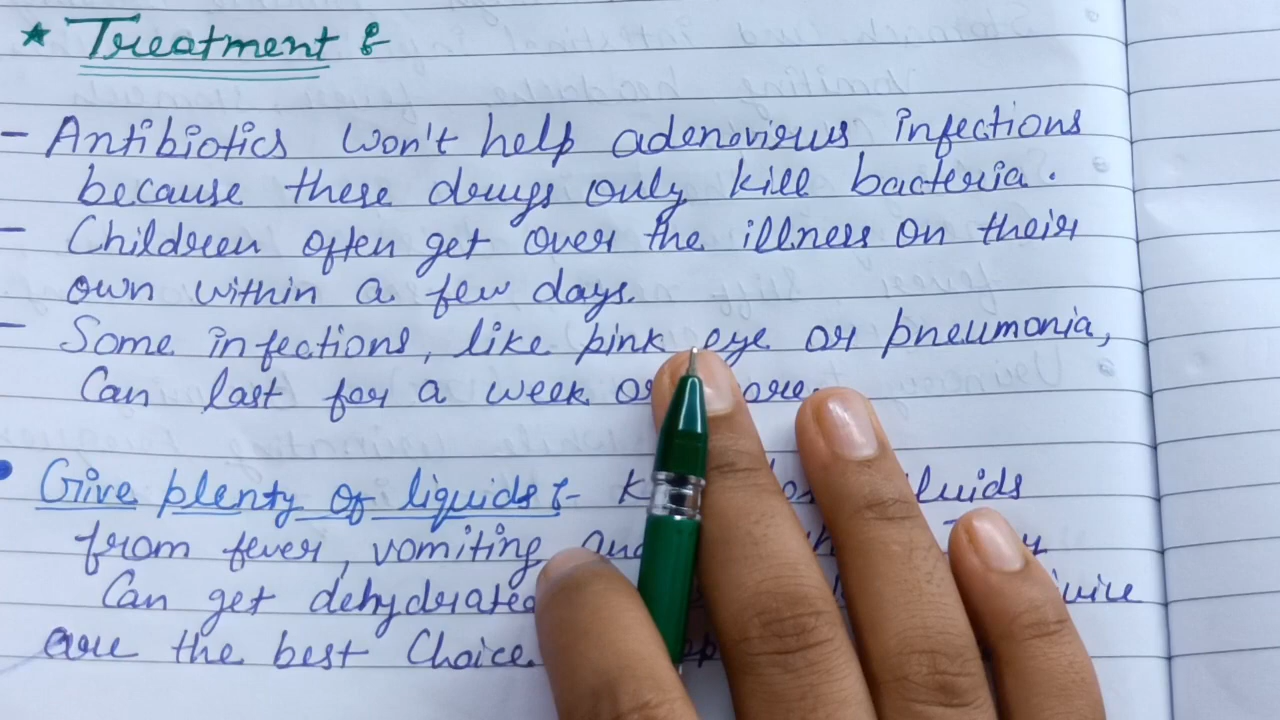 * Treatment :-
- Antibiotics won't help adenovirus infections
because these drugs only kill bacteria.
- Children often get over the illness on their
own within a few days.
- Some infections, like pink eye or pneumonia,
Can last for a week or more.
• Give plenty of liquids :- fluids
from fever, vomiting
Can get dehydrated juice
are the best Choice.